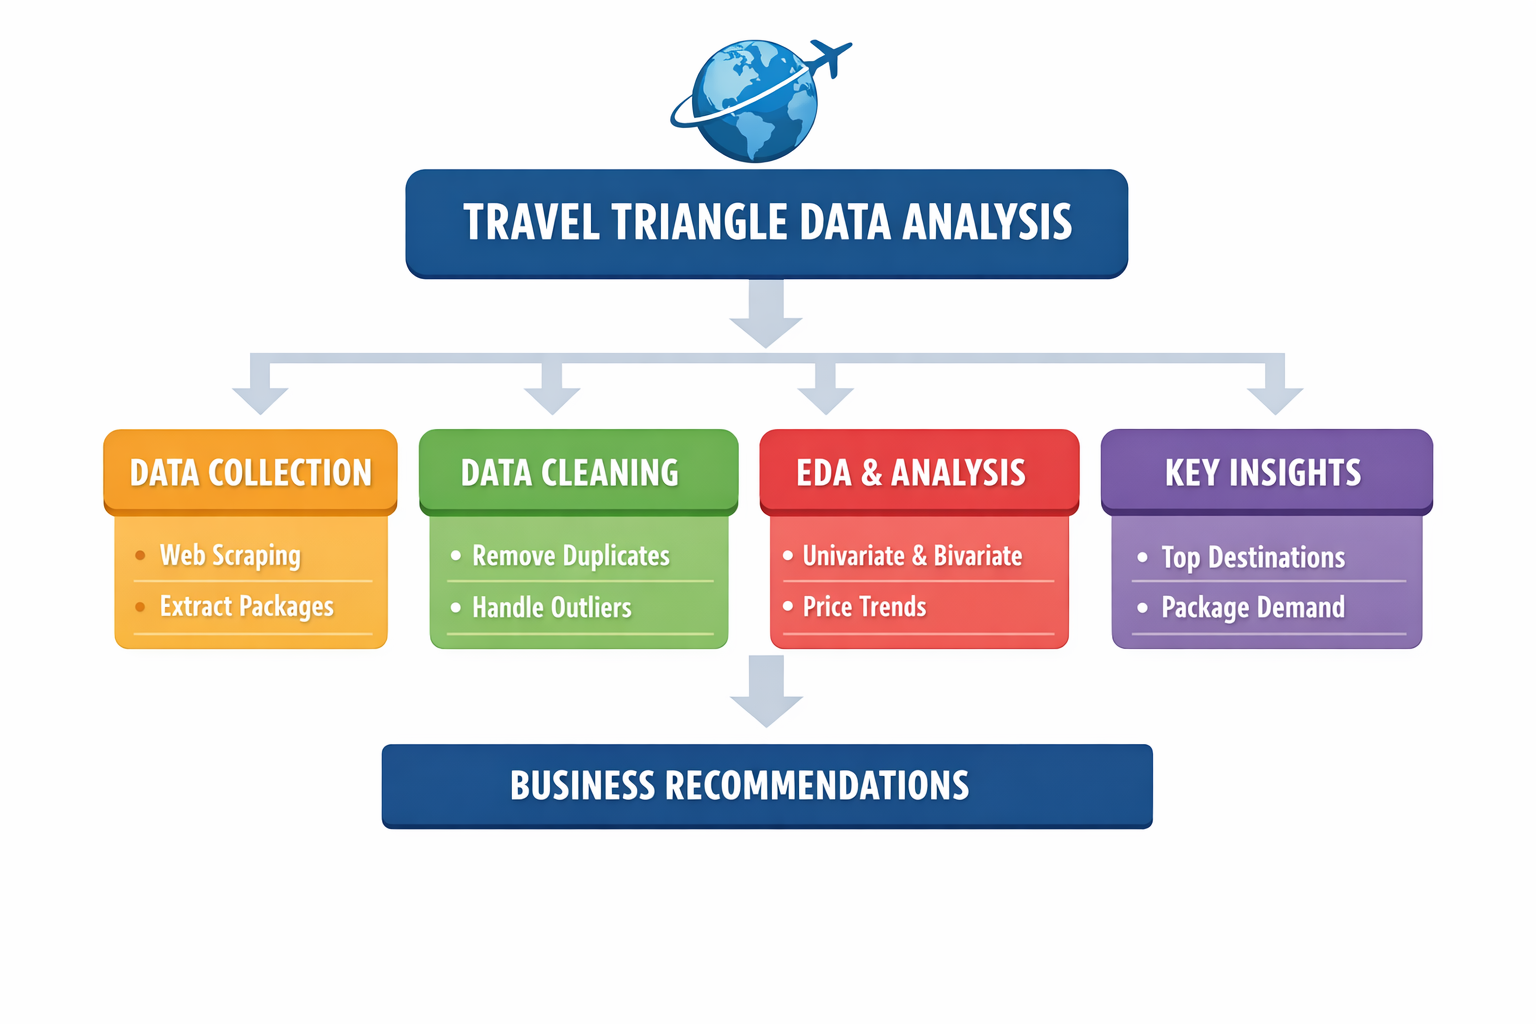 TRAVEL TRIANGLE DATA ANALYSIS
DATA COLLECTION
• Web Scraping
• Extract Packages
DATA CLEANING
• Remove Duplicates
• Handle Outliers
EDA & ANALYSIS
• Univariate & Bivariate
• Price Trends
KEY INSIGHTS
• Top Destinations
• Package Demand
BUSINESS RECOMMENDATIONS